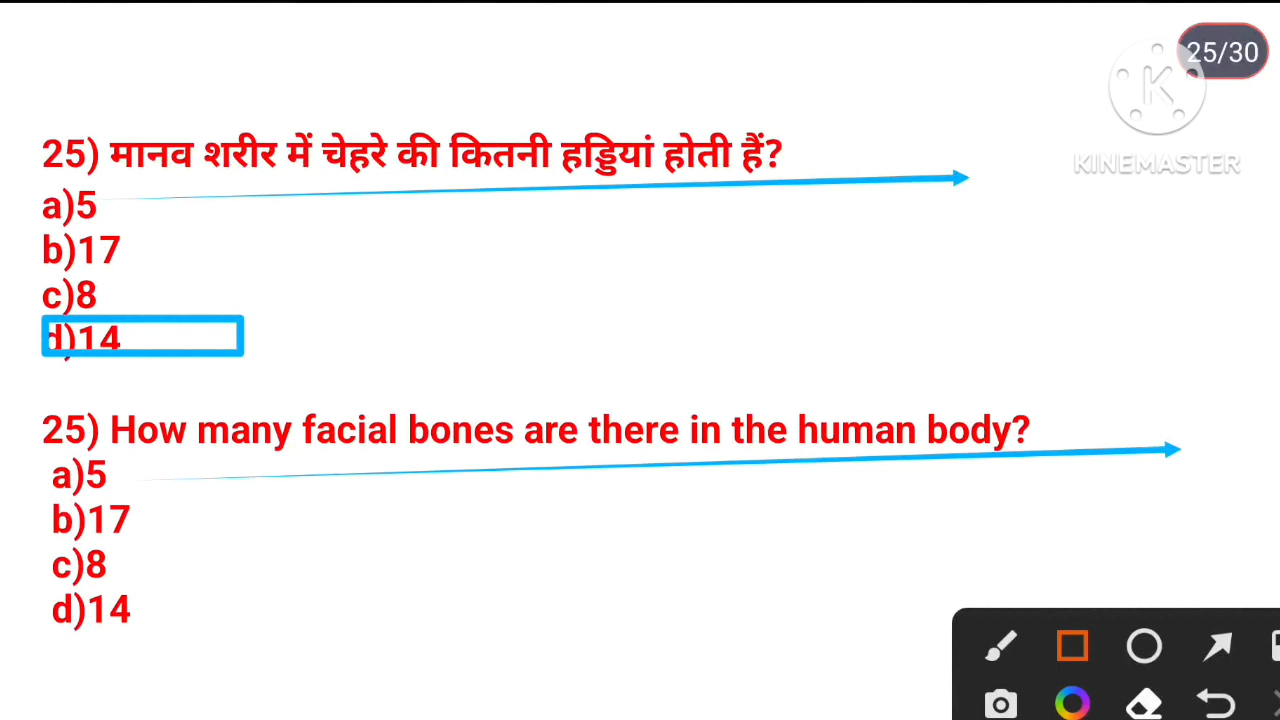 25/30
KINEMASTER
25) मानव शरीर में चेहरे की कितनी हड्डियां होती हैं?
a)5
b)17
c)8
d)14
25) How many facial bones are there in the human body?
a)5
b)17
c)8
d)14